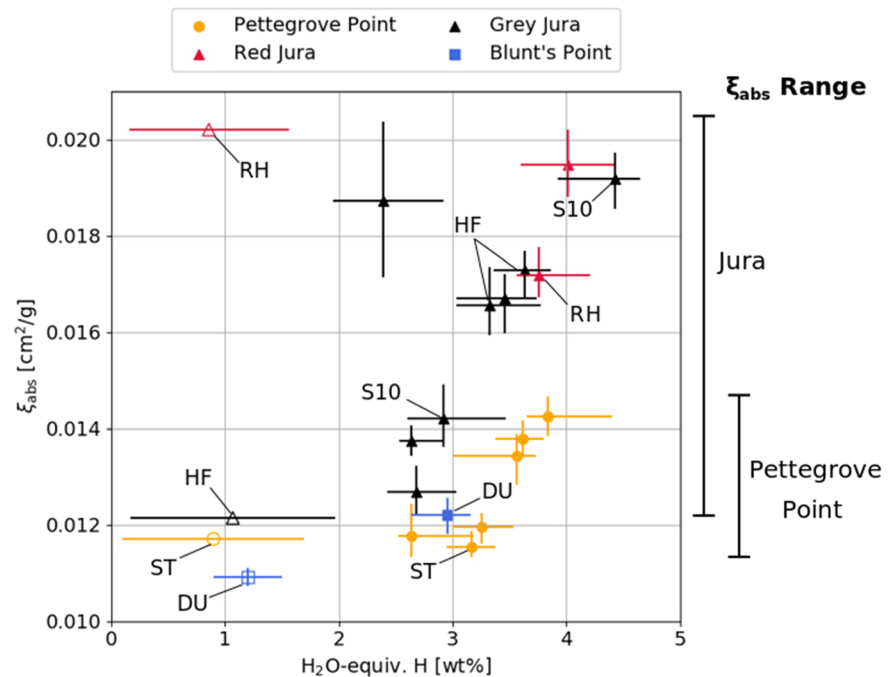 Pettegrove Point
Grey Jura
Red Jura
Blunt's Point
ξabs Range
0.020
0.018
0.016
0.014
0.012
0.010
ξabs [cm²/g]
RH
S10
HF
RH
Jura
S10
HF
DU
ST
DU
ST
Pettegrove
Point
0
1
2
3
4
5
H₂O-equiv. H [wt%]